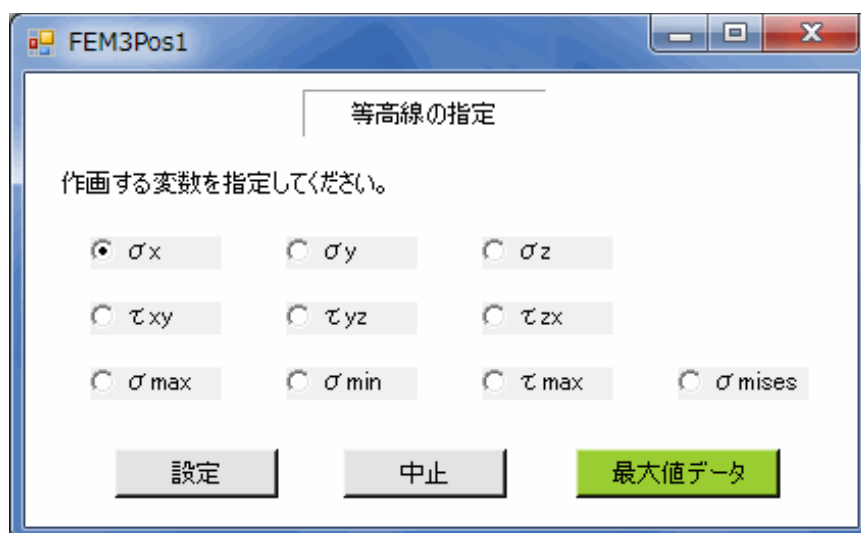 FEM3Pos1
等高線の指定
作画する変数を指定してください。
σx σy σz
τxy τyz τzx
σmax σmin τmax σmises
設定 中止 最大値データ